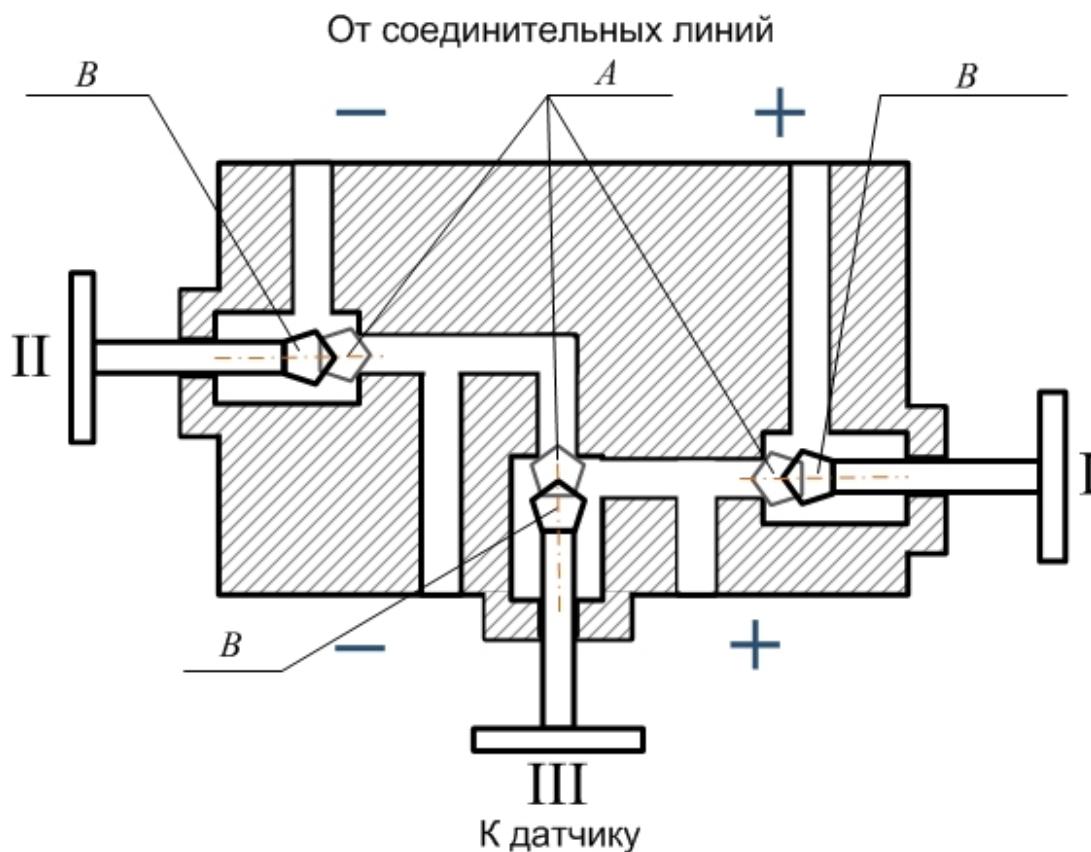 От соединительных линий
B A B
− +
II
I
B
− +
III
К датчику